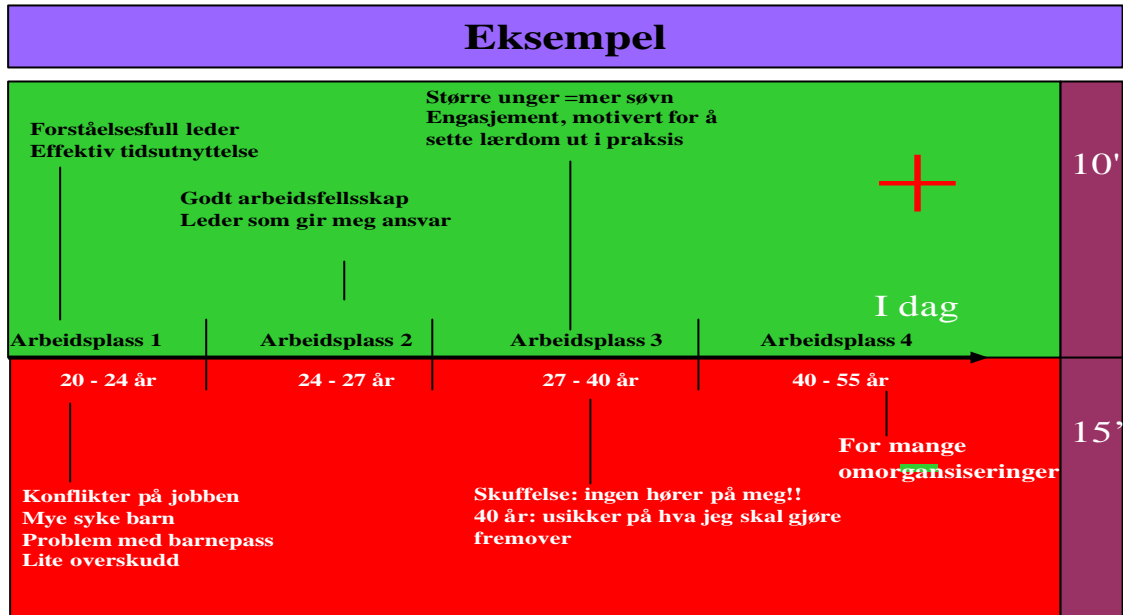 Eksempel
Større unger =mer søvn
Engasjement, motivert for å
sette lærdom ut i praksis
Forståelsesfull leder
Effektiv tidsutnyttelse
10'
Godt arbeidsfellsskap
Leder som gir meg ansvar
I dag
Arbeidsplass 1
Arbeidsplass 2
Arbeidsplass 3
Arbeidsplass 4
20 - 24 år
24 - 27 år
27 - 40 år
40 - 55 år
15’
For mange
omorgansiseringer
Konflikter på jobben
Mye syke barn
Problem med barnepass
Lite overskudd
Skuffelse: ingen hører på meg!!
40 år: usikker på hva jeg skal gjøre
fremover